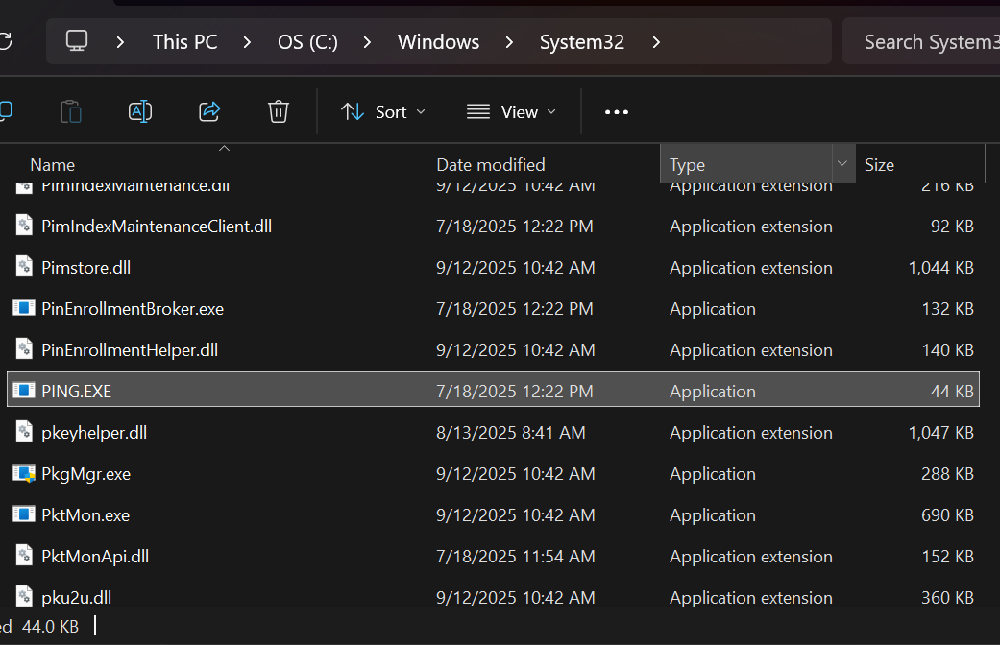 This PC > OS (C:) > Windows > System32 > Search System3
Sort View
Name Date modified Type Size
PimIndexMaintenance.dll 9/12/2025 10:42 AM Application extension 216 KB
PimIndexMaintenanceClient.dll 7/18/2025 12:22 PM Application extension 92 KB
Pimstore.dll 9/12/2025 10:42 AM Application extension 1,044 KB
PinEnrollmentBroker.exe 7/18/2025 12:22 PM Application 132 KB
PinEnrollmentHelper.dll 9/12/2025 10:42 AM Application extension 140 KB
PING.EXE 7/18/2025 12:22 PM Application 44 KB
pkeyhelper.dll 8/13/2025 8:41 AM Application extension 1,047 KB
PkgMgr.exe 9/12/2025 10:42 AM Application 288 KB
PktMon.exe 9/12/2025 10:42 AM Application 690 KB
PktMonApi.dll 7/18/2025 11:54 AM Application extension 152 KB
pku2u.dll 9/12/2025 10:42 AM Application extension 360 KB
ed 44.0 KB